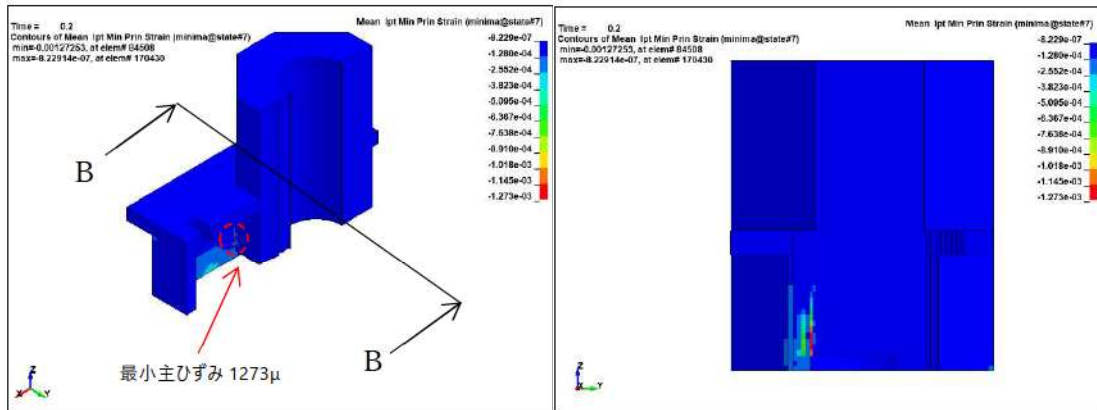 Time = 0.2
Contours of Mean Ipt Min Prin Strain (minima@state#7)
min=-0.00127253, at elem# 84508
max=-8.22914e-07, at elem# 170430
Mean Ipt Min Prin Strain (minima@state#7)
-8.229e-07
-1.280e-04
-2.552e-04
-3.823e-04
-5.095e-04
-6.367e-04
-7.638e-04
-8.910e-04
-1.018e-03
-1.145e-03
-1.273e-03
B
B
最小主ひずみ 1273μ
Z
X
Y
Time = 0.2
Contours of Mean Ipt Min Prin Strain (minima@state#7)
min=-0.00127253, at elem# 84508
max=-8.22914e-07, at elem# 170430
Mean Ipt Min Prin Strain (minima@state#7)
-8.229e-07
-1.280e-04
-2.552e-04
-3.823e-04
-5.095e-04
-6.367e-04
-7.638e-04
-8.910e-04
-1.018e-03
-1.145e-03
-1.273e-03
Z
X
Y